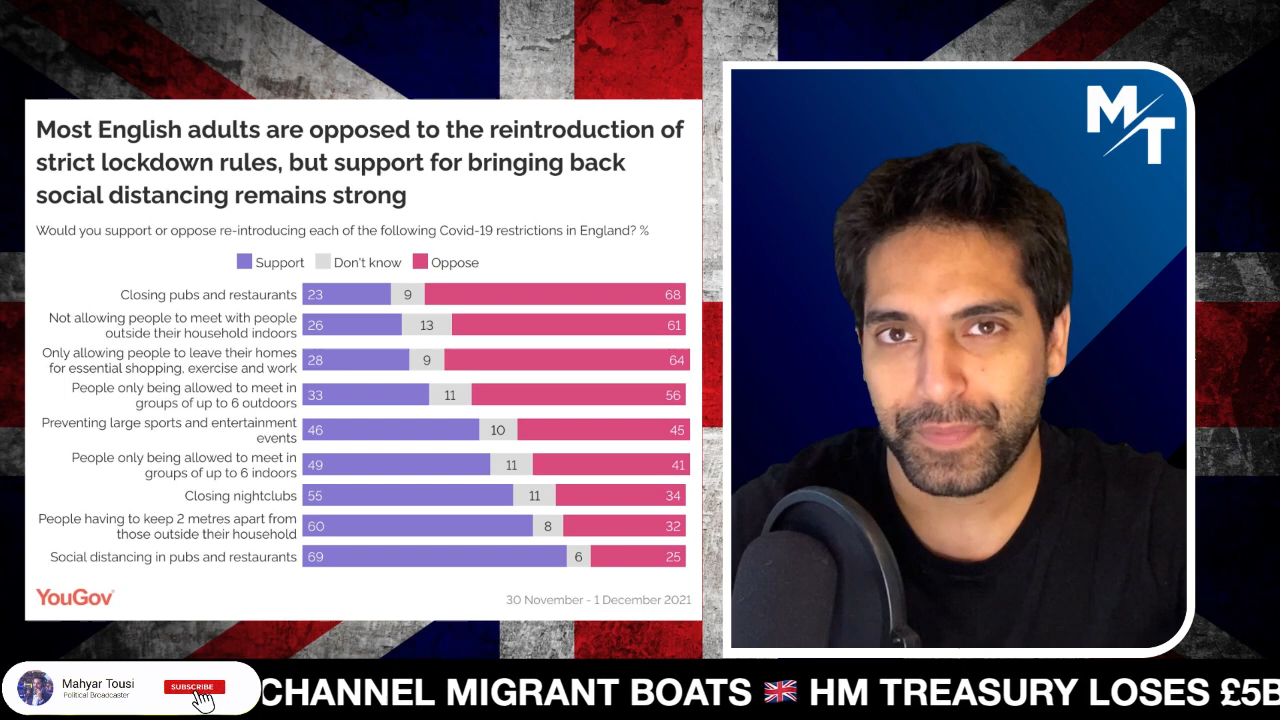 Most English adults are opposed to the reintroduction of
strict lockdown rules, but support for bringing back
social distancing remains strong
Would you support or oppose re-introducing each of the following Covid-19 restrictions in England? %
Support Don't know Oppose
Closing pubs and restaurants 23 9 68
Not allowing people to meet with people
outside their household indoors 26 13 61
Only allowing people to leave their homes
for essential shopping, exercise and work 28 9 64
People only being allowed to meet in
groups of up to 6 outdoors 33 11 56
Preventing large sports and entertainment
events 46 10 45
People only being allowed to meet in
groups of up to 6 indoors 49 11 41
Closing nightclubs 55 11 34
People having to keep 2 metres apart from
those outside their household 60 8 32
Social distancing in pubs and restaurants 69 6 25
YouGov
30 November - 1 December 2021
MT
Mahyar Tousi
Political Broadcaster
SUBSCRIBE
CHANNEL MIGRANT BOATS 🇬🇧 HM TREASURY LOSES £5B